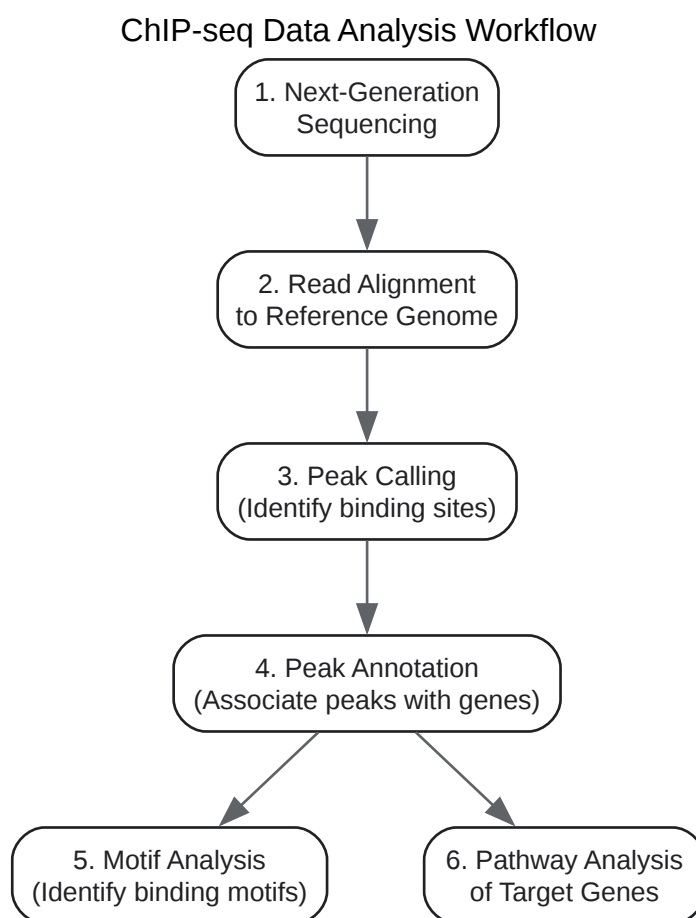 ChIP-seq Data Analysis Workflow
1. Next-Generation
Sequencing
2. Read Alignment
to Reference Genome
3. Peak Calling
(Identify binding sites)
4. Peak Annotation
(Associate peaks with genes)
5. Motif Analysis
(Identify binding motifs)
6. Pathway Analysis
of Target Genes